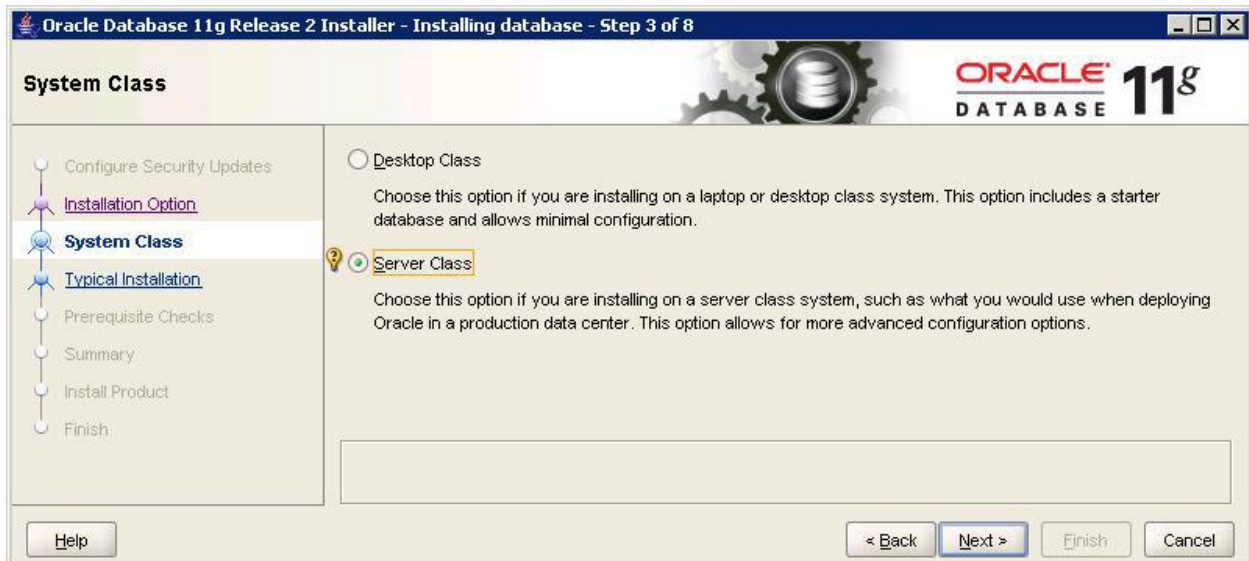 Oracle Database 11g Release 2 Installer - Installing database - Step 3 of 8
System Class
ORACLE DATABASE 11g
Configure Security Updates
Installation Option
System Class
Typical Installation
Prerequisite Checks
Summary
Install Product
Finish
Desktop Class
Choose this option if you are installing on a laptop or desktop class system. This option includes a starter
database and allows minimal configuration.
Server Class
Choose this option if you are installing on a server class system, such as what you would use when deploying
Oracle in a production data center. This option allows for more advanced configuration options.
Help
< Back
Next >
Finish
Cancel